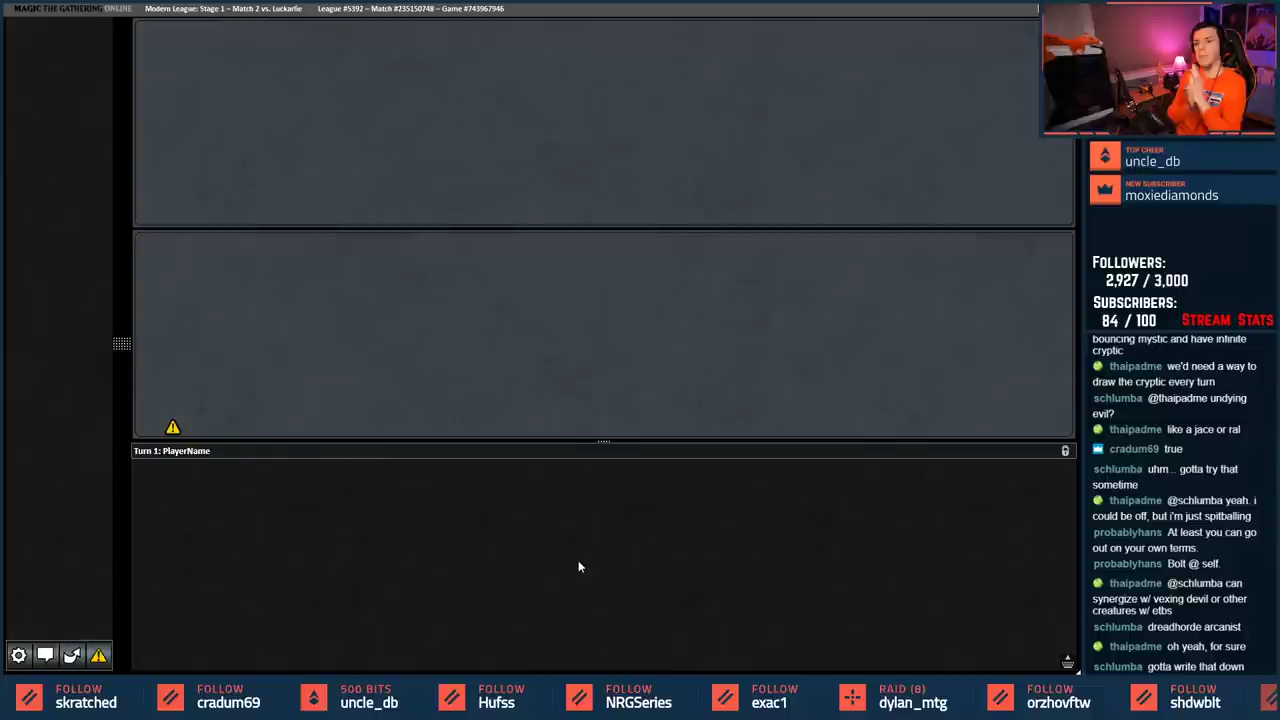 MAGIC THE GATHERING ONLINE Modern League: Stage 1 – Match 2 vs. Luckarlie League #5392 – Match #235150748 – Game #743967946
TOP CHEER
uncle_db
NEW SUBSCRIBER
moxiediamonds
FOLLOWERS:
2,927 / 3,000
SUBSCRIBERS:
84 / 100 STREAM STATS
bouncing mystic and have infinite
cryptic
thaipadme we'd need a way to
draw the cryptic every turn
schlumba @thaipadme undying
evil?
thaipadme like a jace or ral
cradum69 true
schlumba uhm... gotta try that
sometime
thaipadme @schlumba yeah. i
could be off, but i'm just spitballing
probablyhans At least you can go
out on your own terms.
probablyhans Bolt @ self.
thaipadme @schlumba can
synergize w/ vexing devil or other
creatures w/ etbs
schlumba dreadhorde arcanist
thaipadme oh yeah, for sure
schlumba gotta write that down
Turn 1: PlayerName
FOLLOW
skratched
FOLLOW
cradum69
500 BITS
uncle_db
FOLLOW
Hufss
FOLLOW
NRGSeries
FOLLOW
exac1
RAID (8)
dylan_mtg
FOLLOW
orzhovftw
FOLLOW
shdwblt